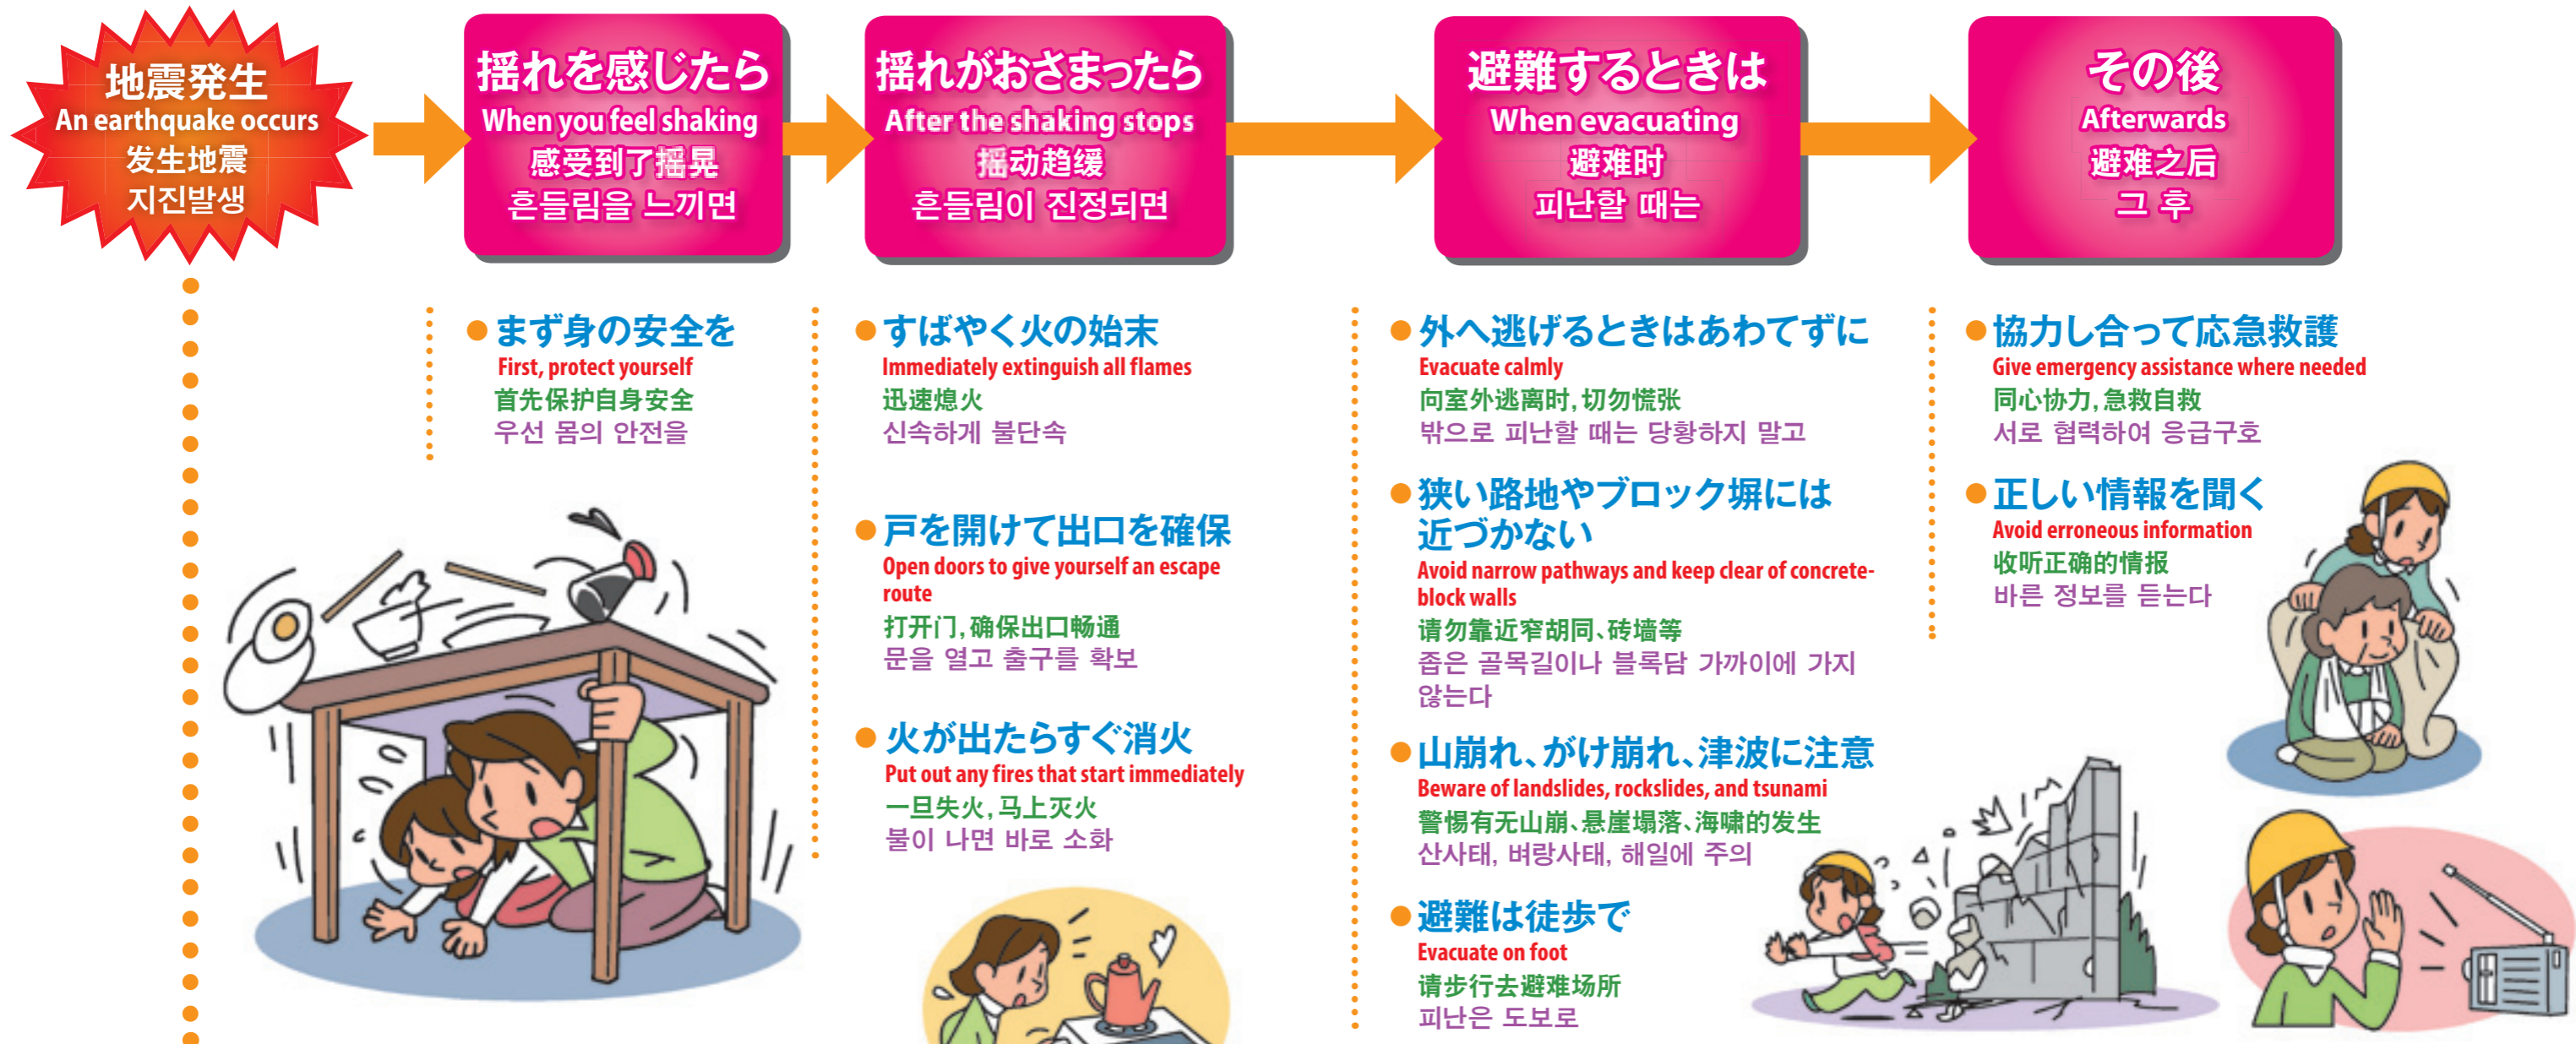 地震発生
An earthquake occurs
发生地震
지진발생
揺れを感じたら
When you feel shaking
感受到了摇晃
흔들림을 느끼면
揺れがおさまったら
After the shaking stops
摇动趋缓
흔들림이 진정되면
避難するときは
When evacuating
避难时
피난할 때는
その後
Afterwards
避难之后
그 후
まず身の安全を
First, protect yourself
首先保护自身安全
우선 몸의 안전을
すばやく火の始末
Immediately extinguish all flames
迅速熄火
신속하게 불단속
戸を開けて出口を確保
Open doors to give yourself an escape
route
打开门,确保出口畅通
문을 열고 출구를 확보
火が出たらすぐ消火
Put out any fires that start immediately
一旦失火,马上灭火
불이 나면 바로 소화
外へ逃げるときはあわてずに
Evacuate calmly
向室外逃离时,切勿慌张
밖으로 피난할 때는 당황하지 말고
狭い路地やブロック塀には
近づかない
Avoid narrow pathways and keep clear of concrete-
block walls
请勿靠近窄胡同、砖墙等
좁은 골목길이나 블록담 가까이에 가지
않는다
山崩れ、がけ崩れ、津波に注意
Beware of landslides, rockslides, and tsunami
警惕有无山崩、悬崖塌落、海啸的发生
산사태, 벼랑사태, 해일에 주의
避難は徒歩で
Evacuate on foot
请步行去避难场所
피난은 도보로
協力し合って応急救護
Give emergency assistance where needed
同心协力,急救自救
서로 협력하여 응급구호
正しい情報を聞く
Avoid erroneous information
收听正确的情报
바른 정보를 듣는다